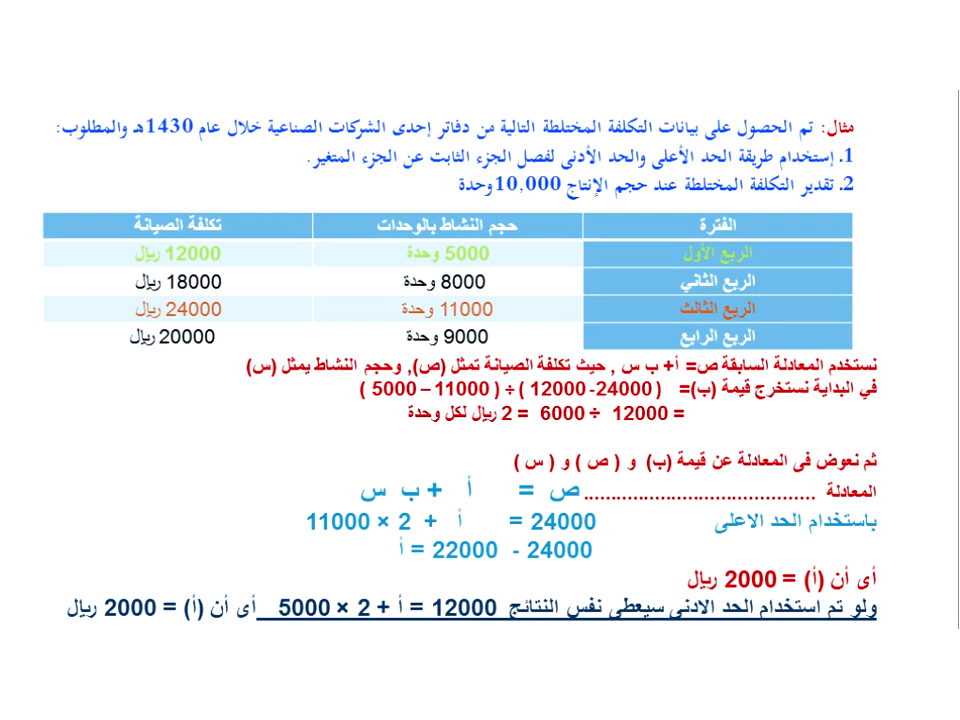 مثال: تم الحصول على بيانات التكلفة المختلطة التالية من دفاتر إحدى الشركات الصناعية خلال عام 1430هـ والمطلوب:
1. إستخدام طريقة الحد الأعلى والحد الأدنى لفصل الجزء الثابت عن الجزء المتغير.
2. تقدير التكلفة المختلطة عند حجم الإنتاج 10,000 وحدة
الفترة حجم النشاط بالوحدات تكلفة الصيانة
الربع الأول 5000 وحدة 12000 ريال
الربع الثاني 8000 وحدة 18000 ريال
الربع الثالث 11000 وحدة 24000 ريال
الربع الرابع 9000 وحدة 20000 ريال
نستخدم المعادلة السابقة ص= أ+ ب س , حيث تكلفة الصيانة تمثل (ص), وحجم النشاط يمثل (س)
في البداية نستخرج قيمة (ب)= ( 24000- 12000 ) ÷ ( 11000 – 5000 )
= 12000 ÷ 6000 = 2 ريال لكل وحدة
ثم نعوض فى المعادلة عن قيمة (ب) و ( ص ) و ( س )
المعادلة ........................................... ص = أ + ب س
باستخدام الحد الاعلى 24000 = أ + 2 × 11000
24000 - 22000 = أ
أى أن (أ) = 2000 ريال
ولو تم استخدام الحد الادنى سيعطى نفس النتائج 12000 = أ + 2 × 5000 أى أن (أ) = 2000 ريال